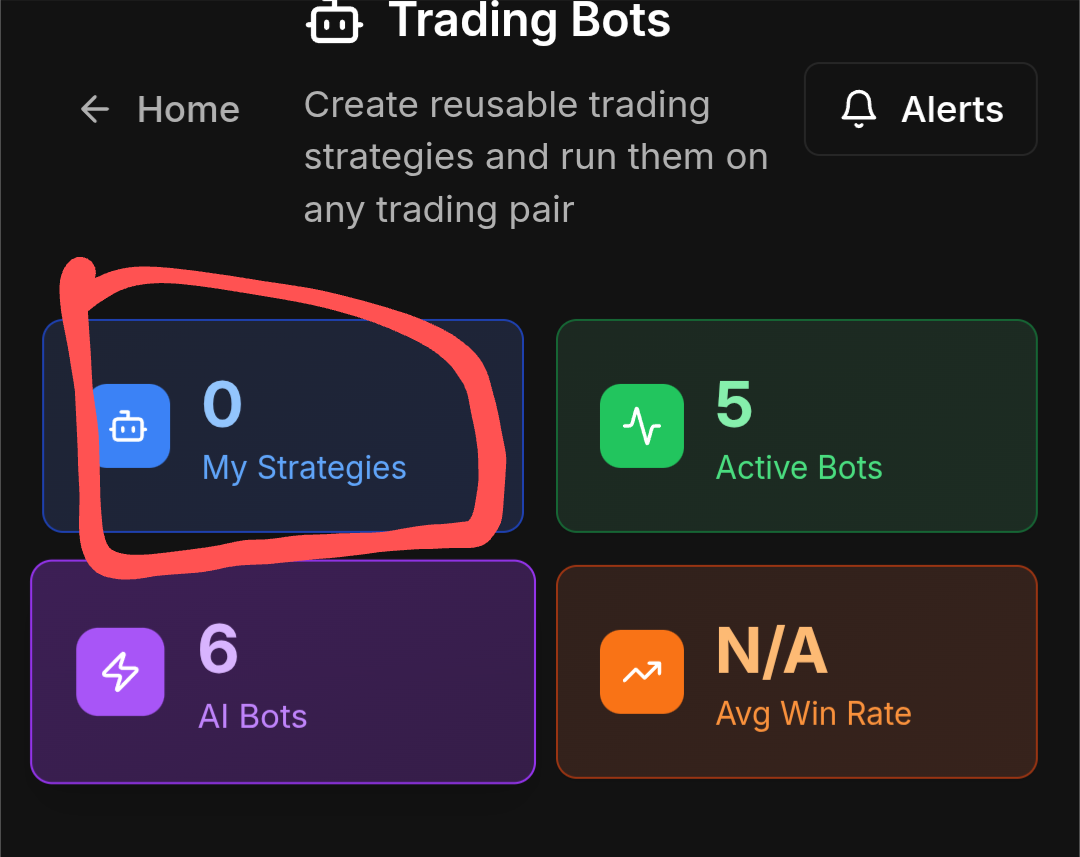 Trading Bots
Home
Create reusable trading
strategies and run them on
any trading pair
Alerts
0
My Strategies
5
Active Bots
6
AI Bots
N/A
Avg Win Rate